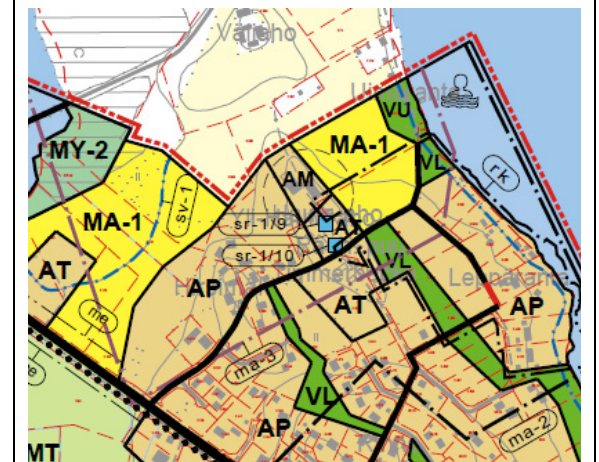 VU
MA-1
MY-2
VL
rk
AM
sv-1
MA-1
sr-1/9
AT
sr-1/10
VL
AT
Leppäranta
AP
AT
AP
me
ma-3
VL
AP
ma-2
MT